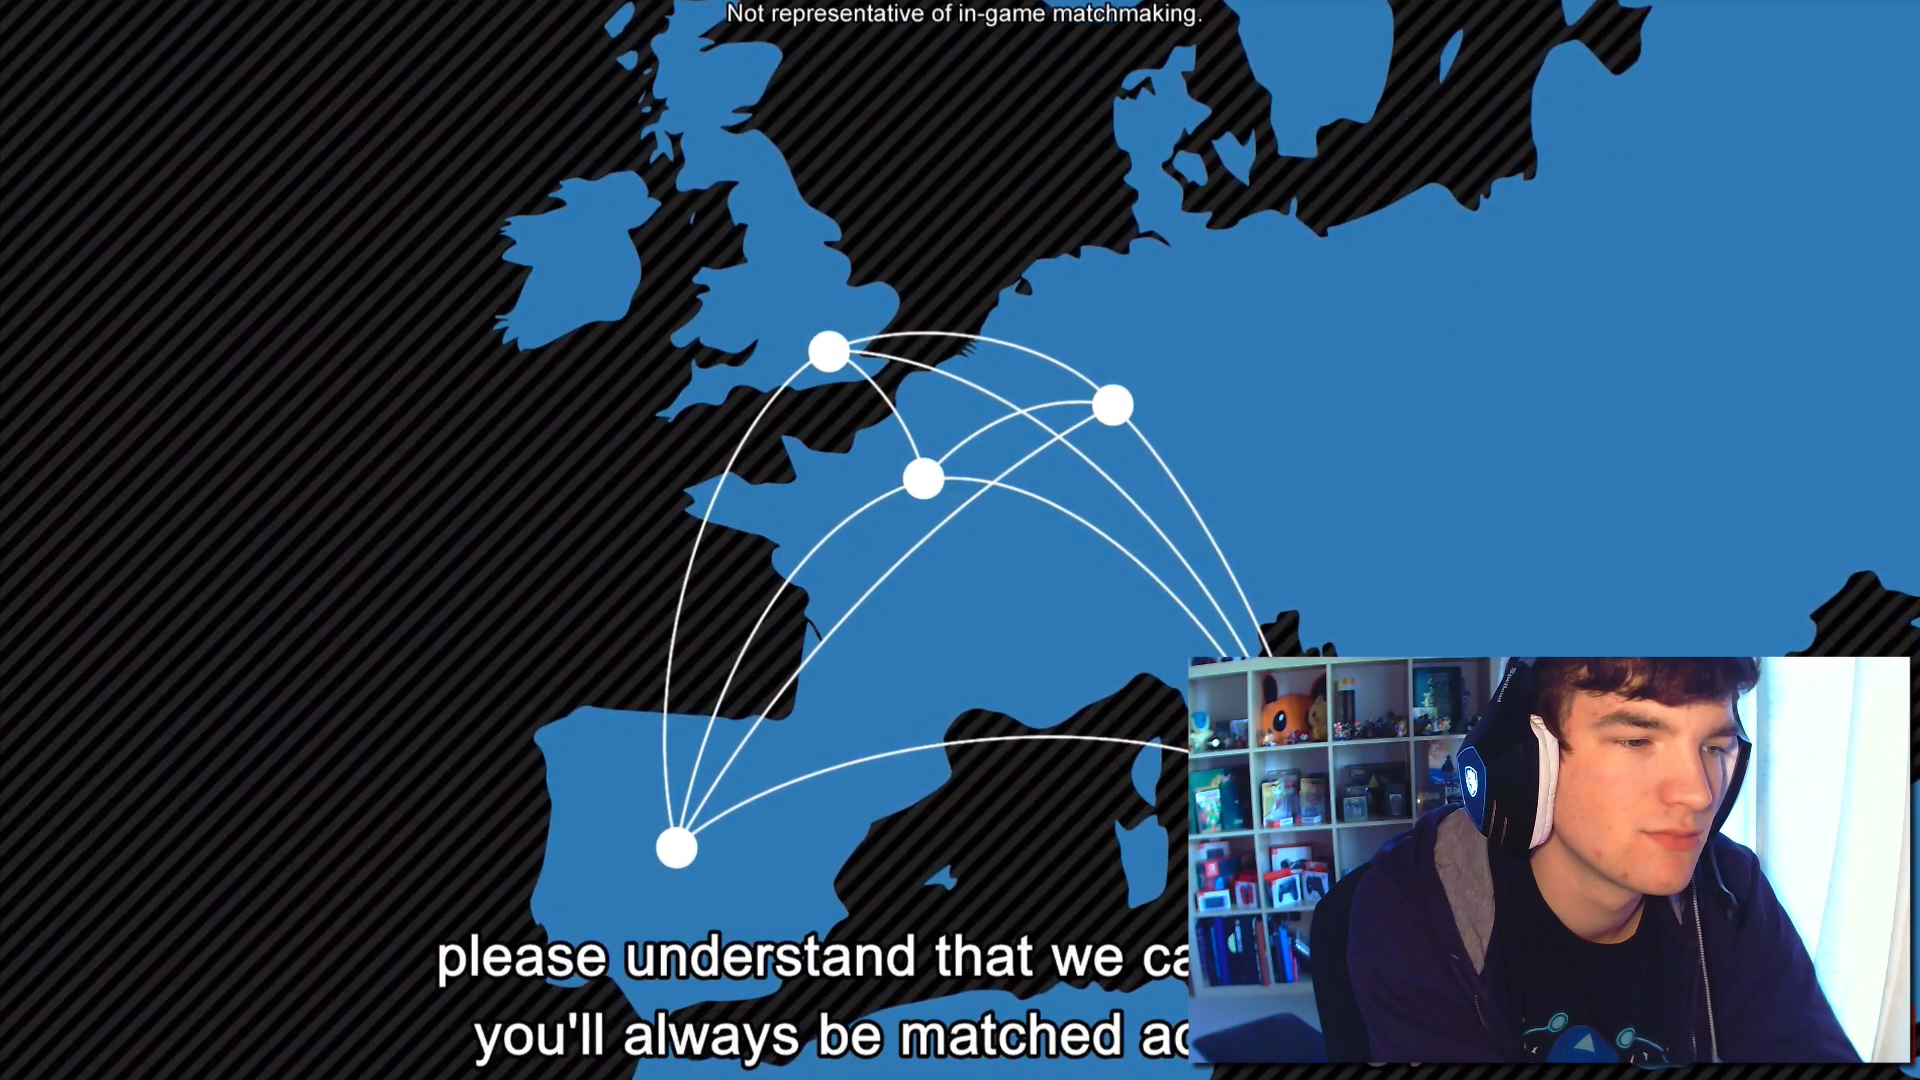 Not representative of in-game matchmaking.
please understand that we ca
you'll always be matched ac